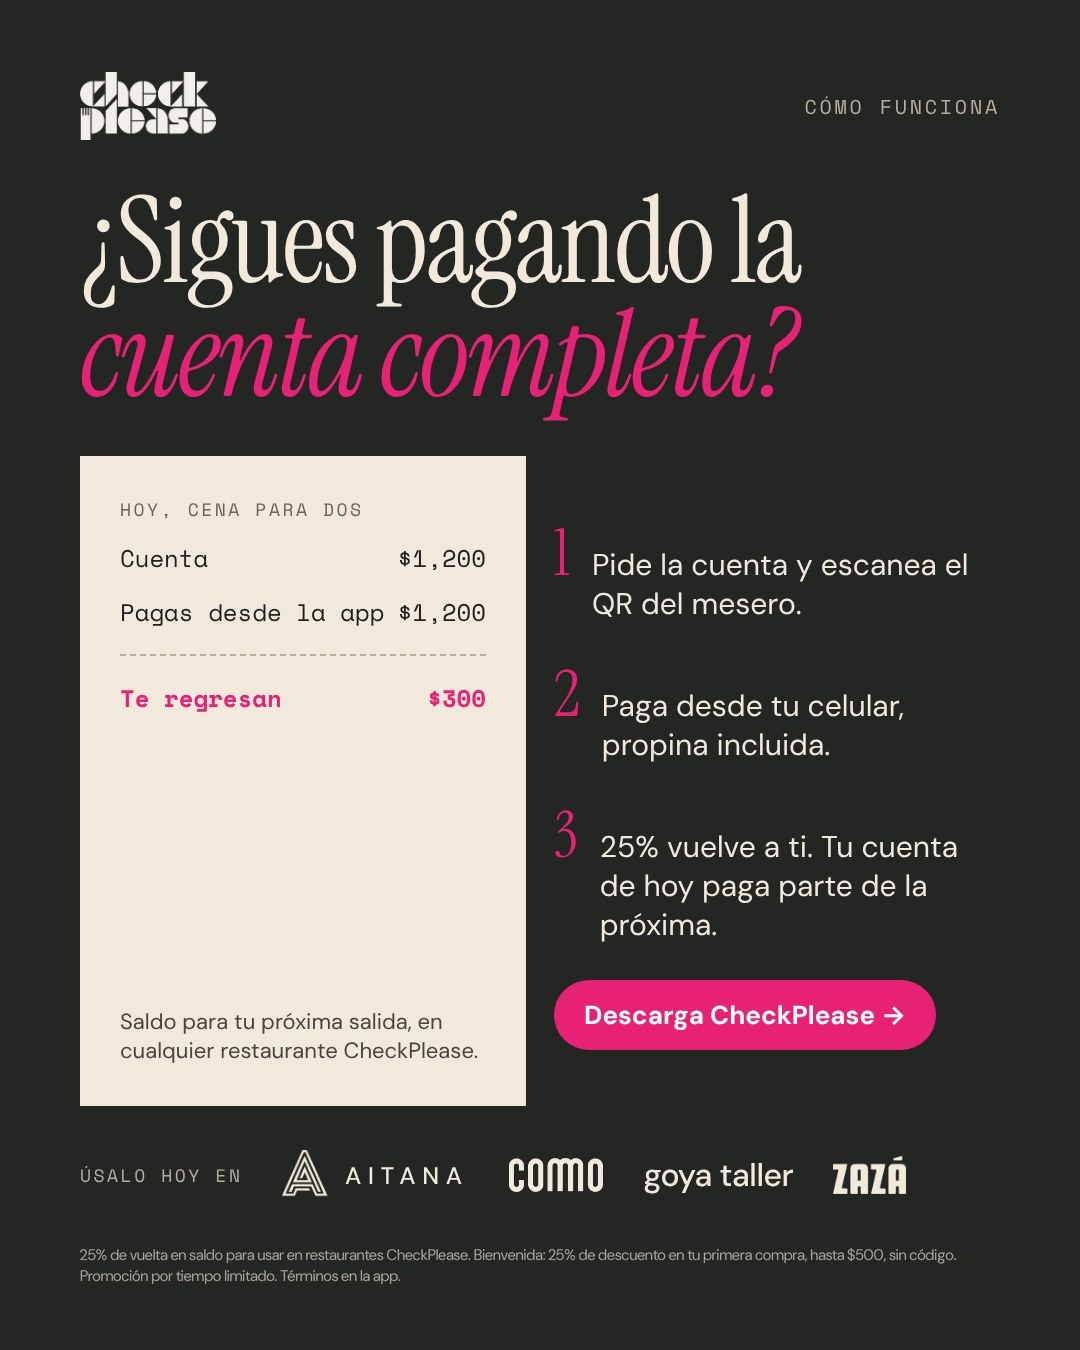 check
please
CÓMO FUNCIONA
¿Sigues pagando la
cuenta completa?
HOY, CENA PARA DOS
Cuenta $1,200
Pagas desde la app $1,200
Te regresan $300
Saldo para tu próxima salida, en
cualquier restaurante CheckPlease.
1 Pide la cuenta y escanea el
QR del mesero.
2 Paga desde tu celular,
propina incluida.
3 25% vuelve a ti. Tu cuenta
de hoy paga parte de la
próxima.
Descarga CheckPlease →
ÚSALO HOY EN AITANA COMMO goya taller ZAZÁ
25% de vuelta en saldo para usar en restaurantes CheckPlease. Bienvenida: 25% de descuento en tu primera compra, hasta $500, sin código.
Promoción por tiempo limitado. Términos en la app.